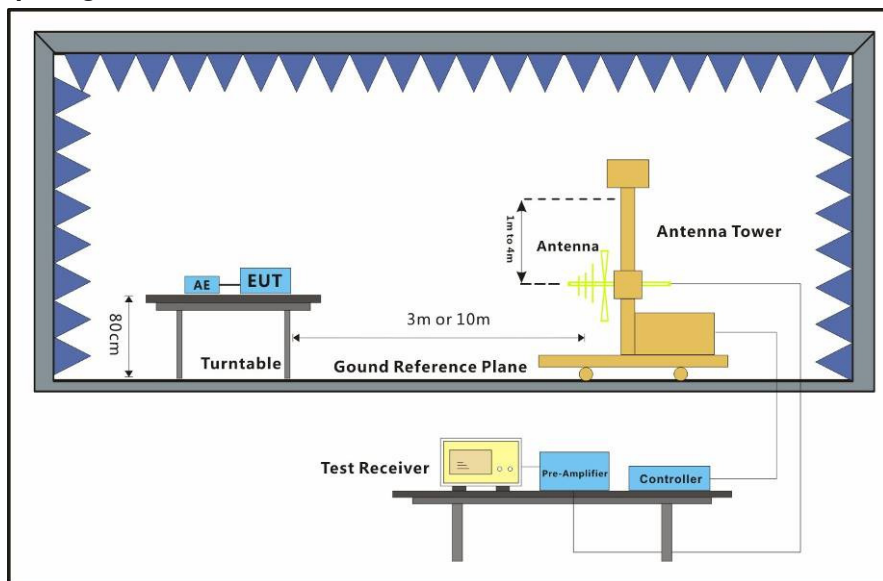 1m to 4m
Antenna
Antenna Tower
AE
EUT
80cm
3m or 10m
Turntable
Gound Reference Plane
Test Receiver
Pre-Amplifier
Controller